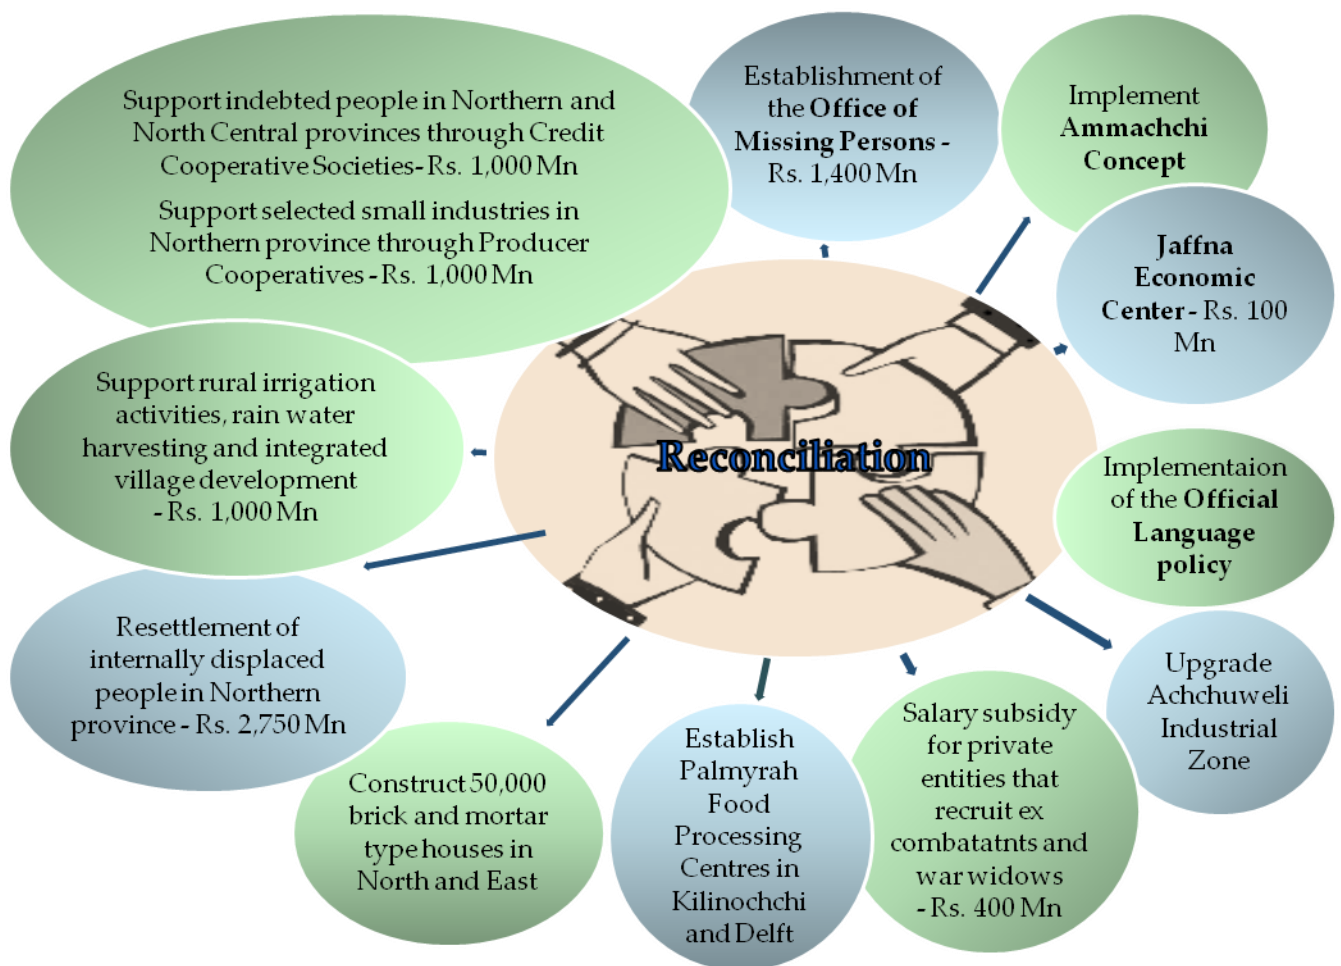 Support indebted people in Northern and
North Central provinces through Credit
Cooperative Societies- Rs. 1,000 Mn
Support selected small industries in
Northern province through Producer
Cooperatives - Rs. 1,000 Mn
Establishment of
the Office of
Missing Persons -
Rs. 1,400 Mn
Implement
Ammachchi
Concept
Jaffna
Economic
Center - Rs. 100
Mn
Support rural irrigation
activities, rain water
harvesting and integrated
village development
- Rs. 1,000 Mn
Reconciliation
Implementaion
of the Official
Language
policy
Resettlement of
internally displaced
people in Northern
province - Rs. 2,750 Mn
Upgrade
Achchuweli
Industrial
Zone
Construct 50,000
brick and mortar
type houses in
North and East
Establish
Palmyrah
Food
Processing
Centres in
Kilinochchi
and Delft
Salary subsidy
for private
entities that
recruit ex
combatatnts and
war widows
- Rs. 400 Mn